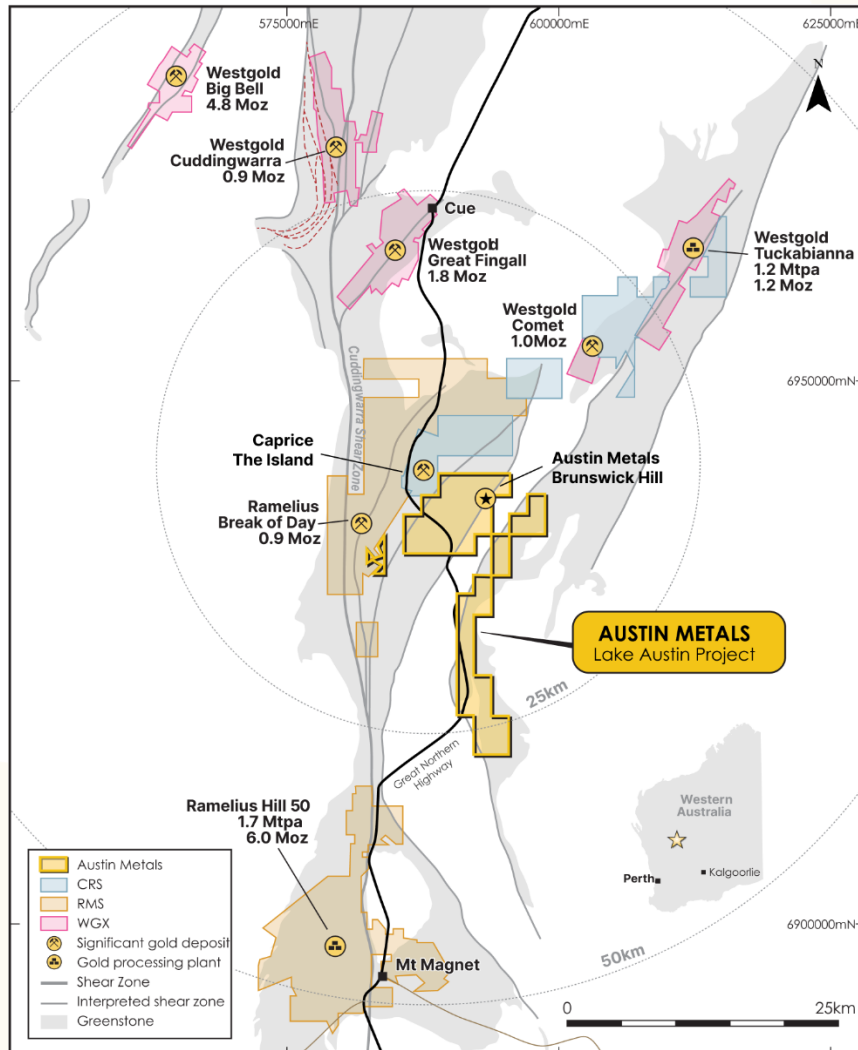 575000mE
600000mE
625000mE
N
Westgold
Big Bell
4.8 Moz
Westgold
Cuddingwarra
0.9 Moz
Cue
Westgold
Great Fingall
1.8 Moz
Westgold
Tuckabianna
1.2 Mtpa
1.2 Moz
Westgold
Comet
1.0Moz
Cuddingwarra ShearZone
6950000mN
Caprice
The Island
Austin Metals
Brunswick Hill
Ramelius
Break of Day
0.9 Moz
AUSTIN METALS
Lake Austin Project
25km
Great Northern
Highway
Ramelius Hill 50
1.7 Mtpa
6.0 Moz
Western
Australia
Perth
Kalgoorlie
6900000mN
50km
Mt Magnet
Austin Metals
CRS
RMS
WGX
Significant gold deposit
Gold processing plant
Shear Zone
Interpreted shear zone
Greenstone
0
25km